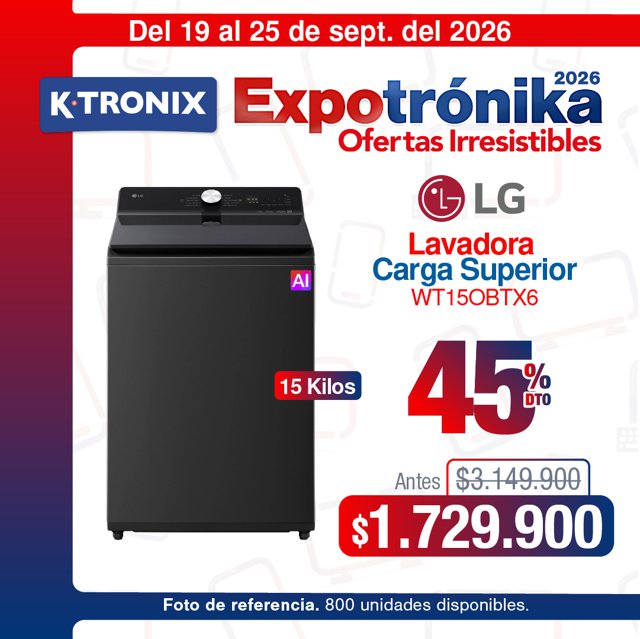 Del 19 al 25 de sept. del 2026
K·TRONIX
Expotrónika 2026
Ofertas Irresistibles
LG
Lavadora
Carga Superior
WT15OBTX6
LG
AI
15 Kilos
45% DTO
Antes $3.149.900
$1.729.900
Foto de referencia. 800 unidades disponibles.